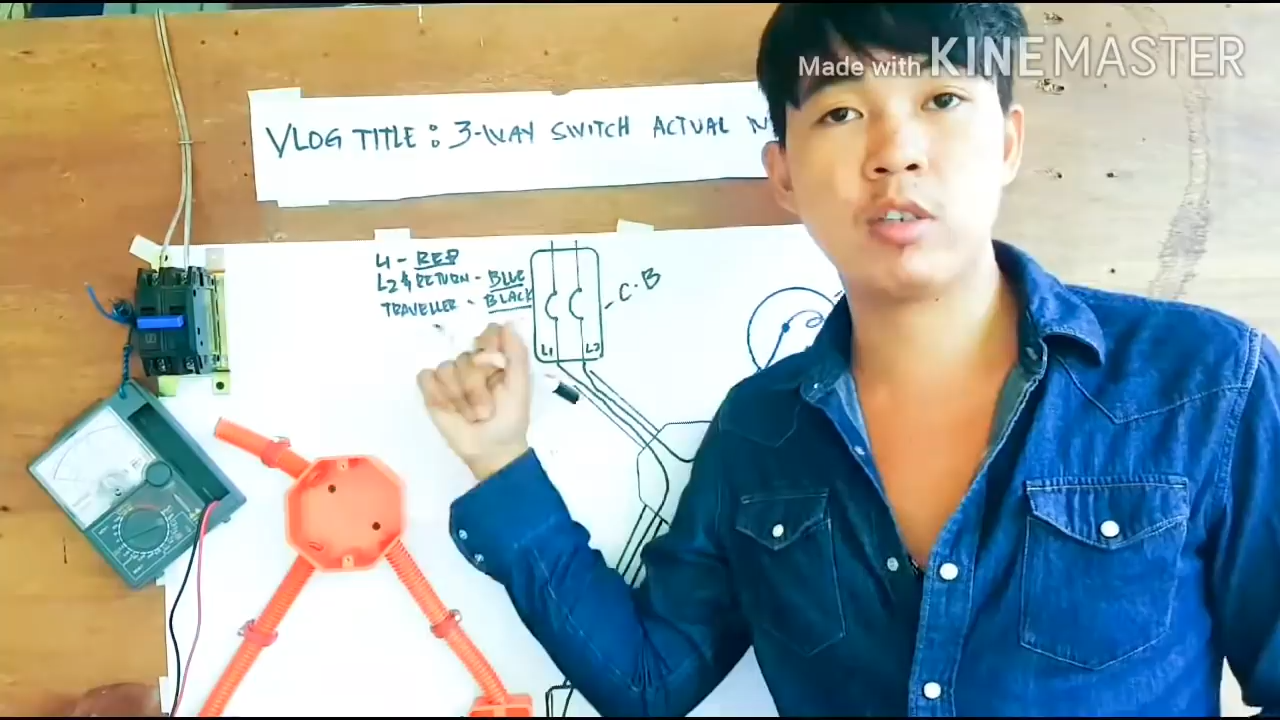 Made with KINEMASTER
VLOG TITLE : 3-WAY SWITCH ACTUAL
L1 - RED
L2 & RETURN - BLUE
TRAVELLER - BLACK
C.B
L1 L2